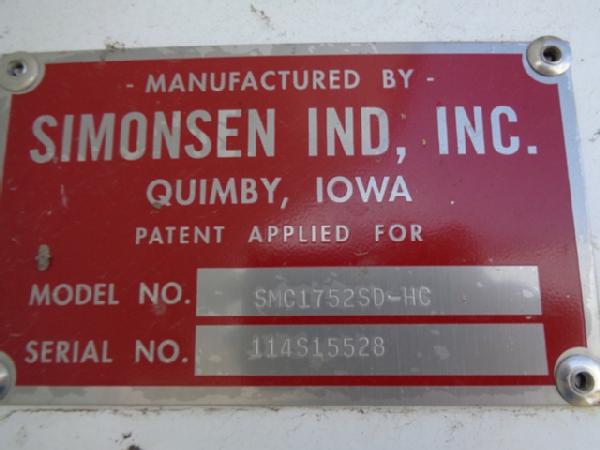 - MANUFACTURED BY -
SIMONSEN IND, INC.
QUIMBY, IOWA
PATENT APPLIED FOR
MODEL NO. SMC1752SD-HC
SERIAL NO. 114S15528